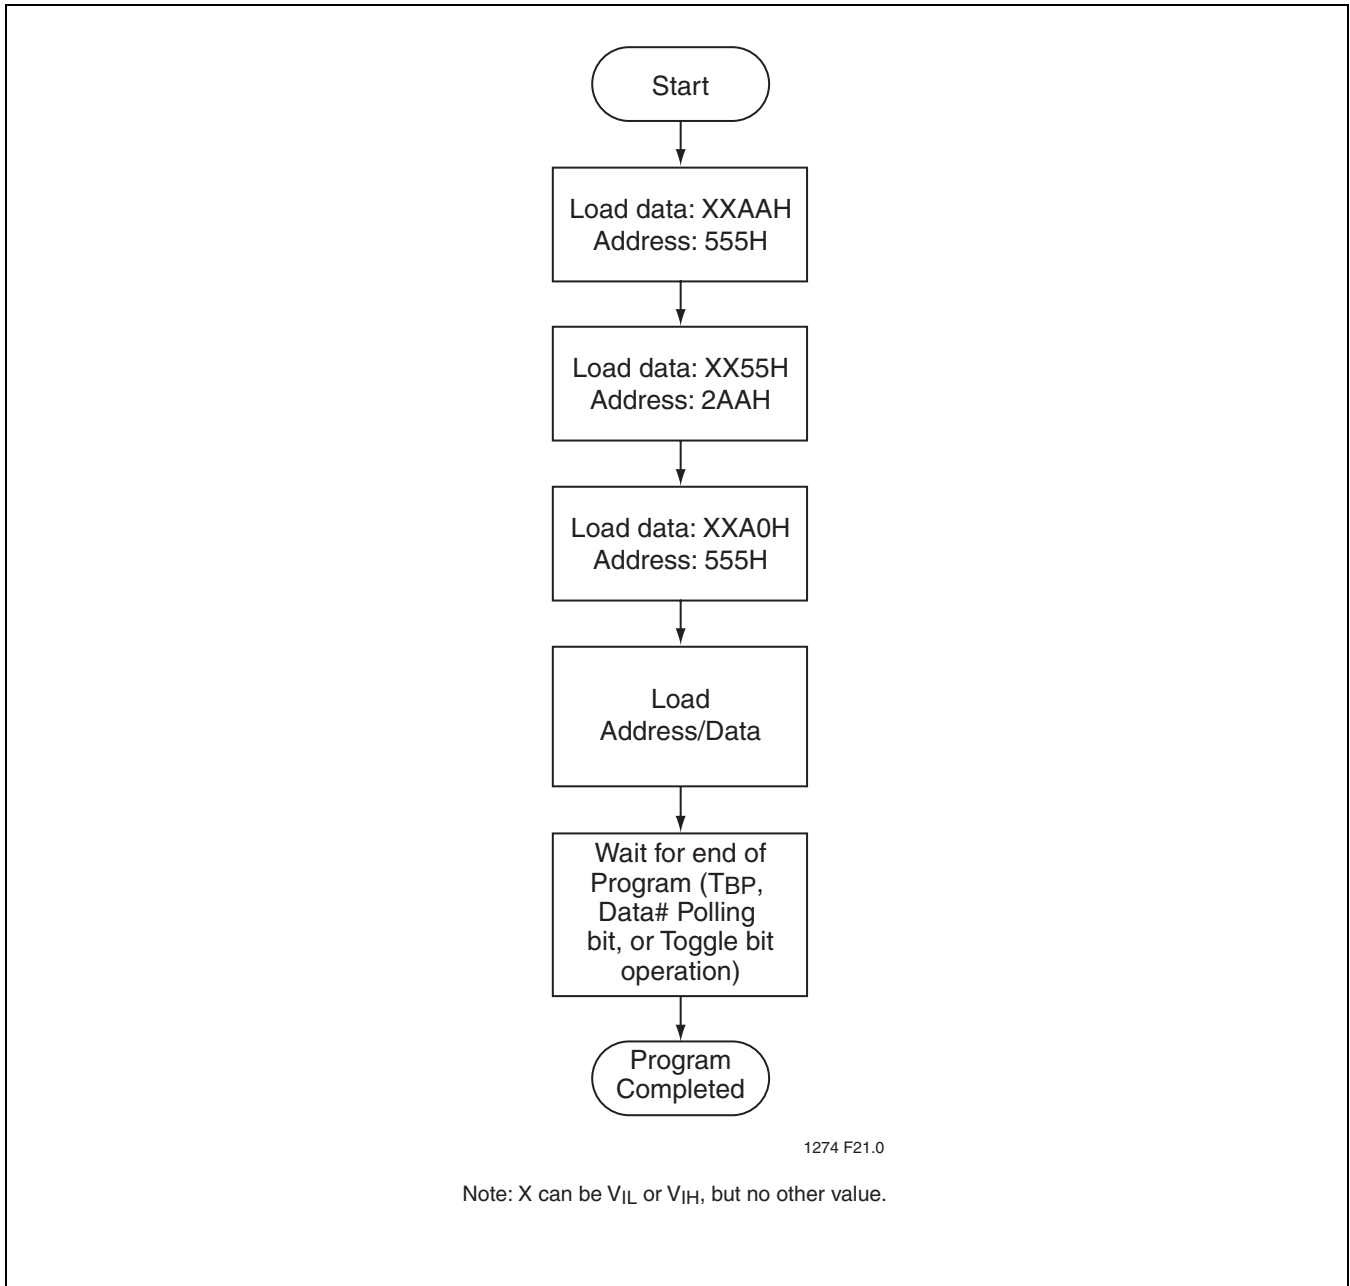 Start
Load data: XXAAH
Address: 555H
Load data: XX55H
Address: 2AAH
Load data: XXA0H
Address: 555H
Load
Address/Data
Wait for end of
Program (TBP,
Data# Polling
bit, or Toggle bit
operation)
Program
Completed
1274 F21.0
Note: X can be VIL or VIH, but no other value.